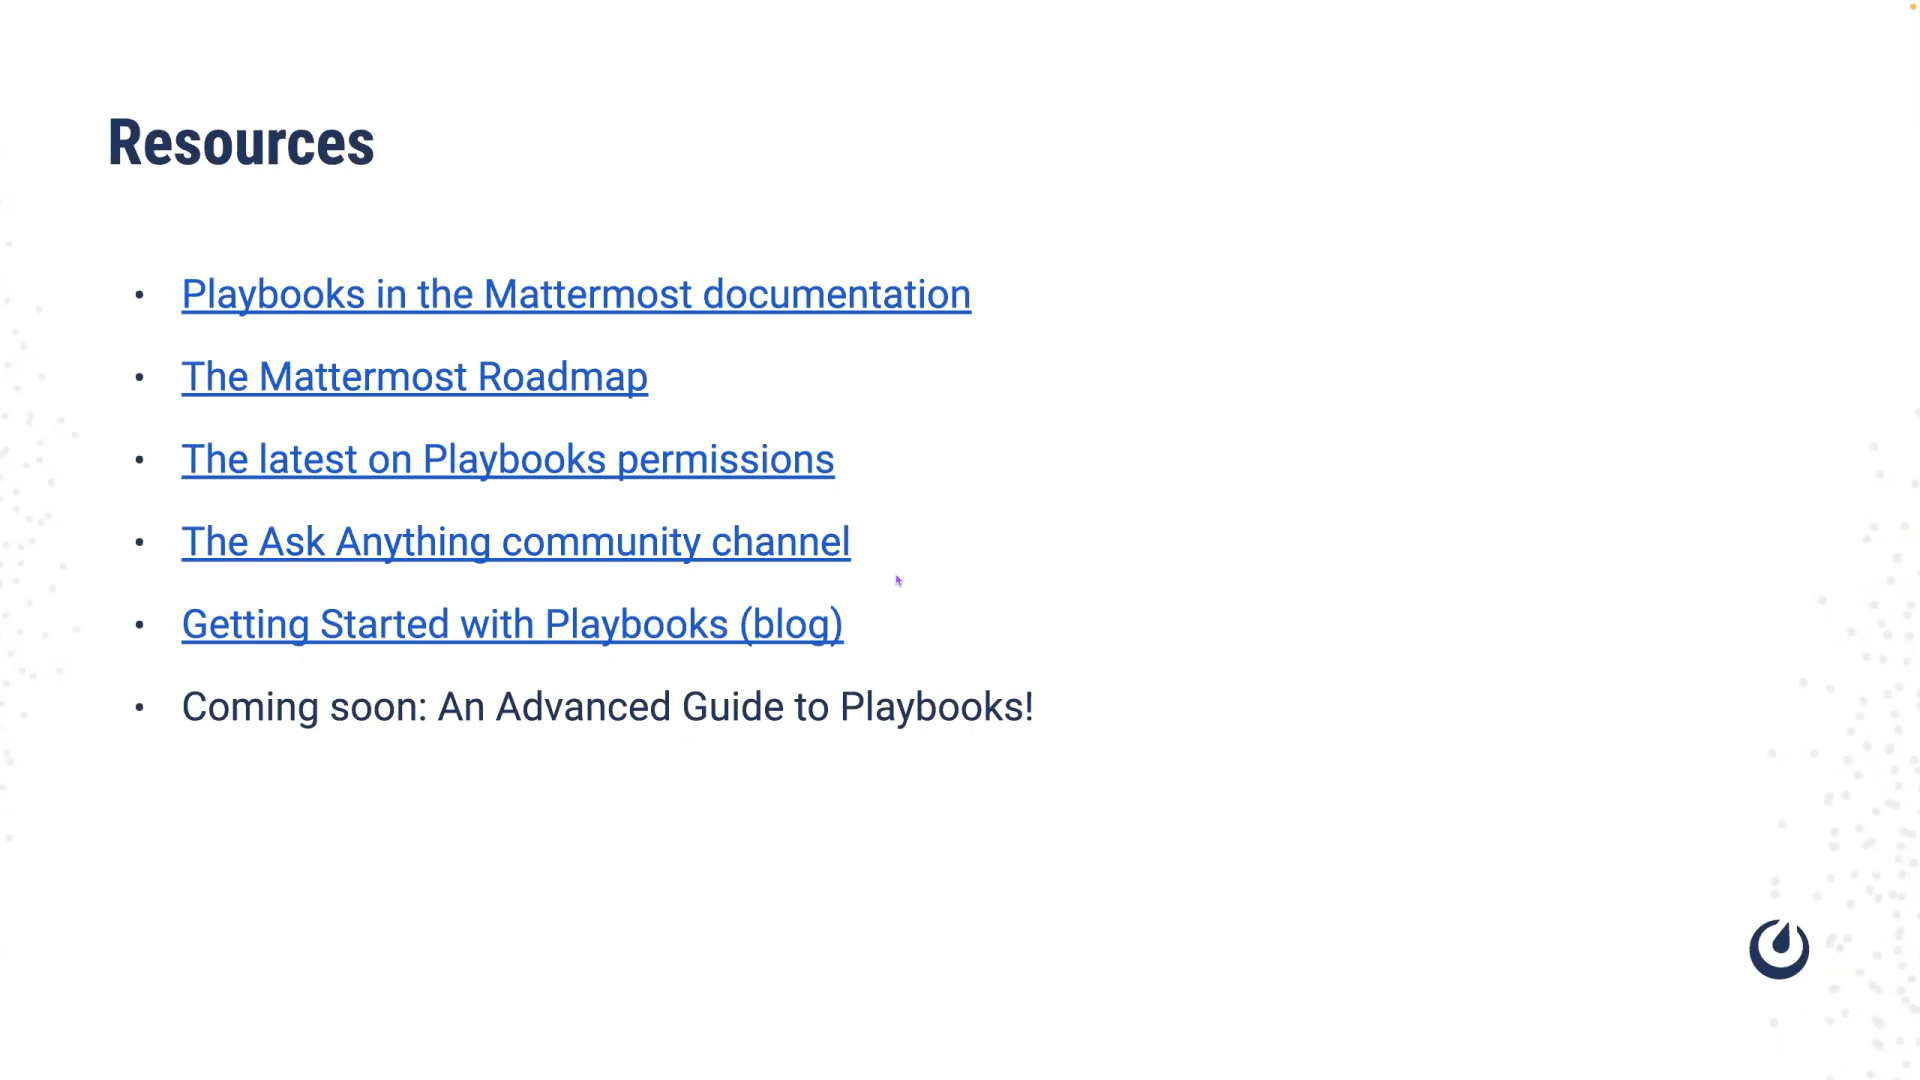 Resources
• Playbooks in the Mattermost documentation
• The Mattermost Roadmap
• The latest on Playbooks permissions
• The Ask Anything community channel
• Getting Started with Playbooks (blog)
• Coming soon: An Advanced Guide to Playbooks!